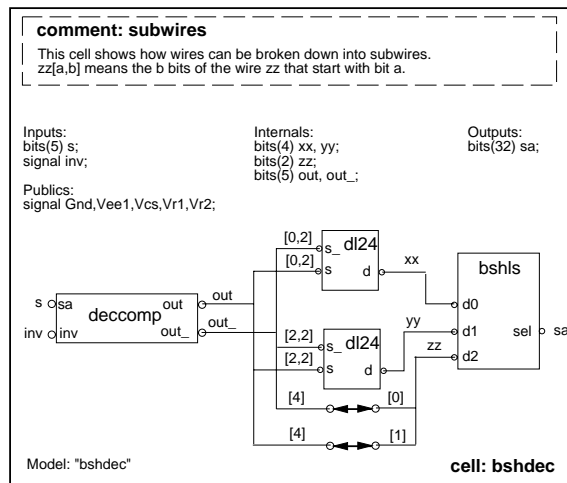 comment: subwires
This cell shows how wires can be broken down into subwires.
zz[a,b] means the b bits of the wire zz that start with bit a.
Inputs:
bits(5) s;
signal inv;
Publics:
signal Gnd,Vee1,Vcs,Vr1,Vr2;
Internals:
bits(4) xx, yy;
bits(2) zz;
bits(5) out, out_;
Outputs:
bits(32) sa;
[0,2]
s_ dl24
[0,2]
s d
xx
bshls
s sa out out
deccomp
inv inv out_ out_
d0
yy
d1 sel sa
zz
d2
[2,2]
s_ dl24
[2,2]
s d
[4] [0]
[4] [1]
Model: "bshdec"
cell: bshdec